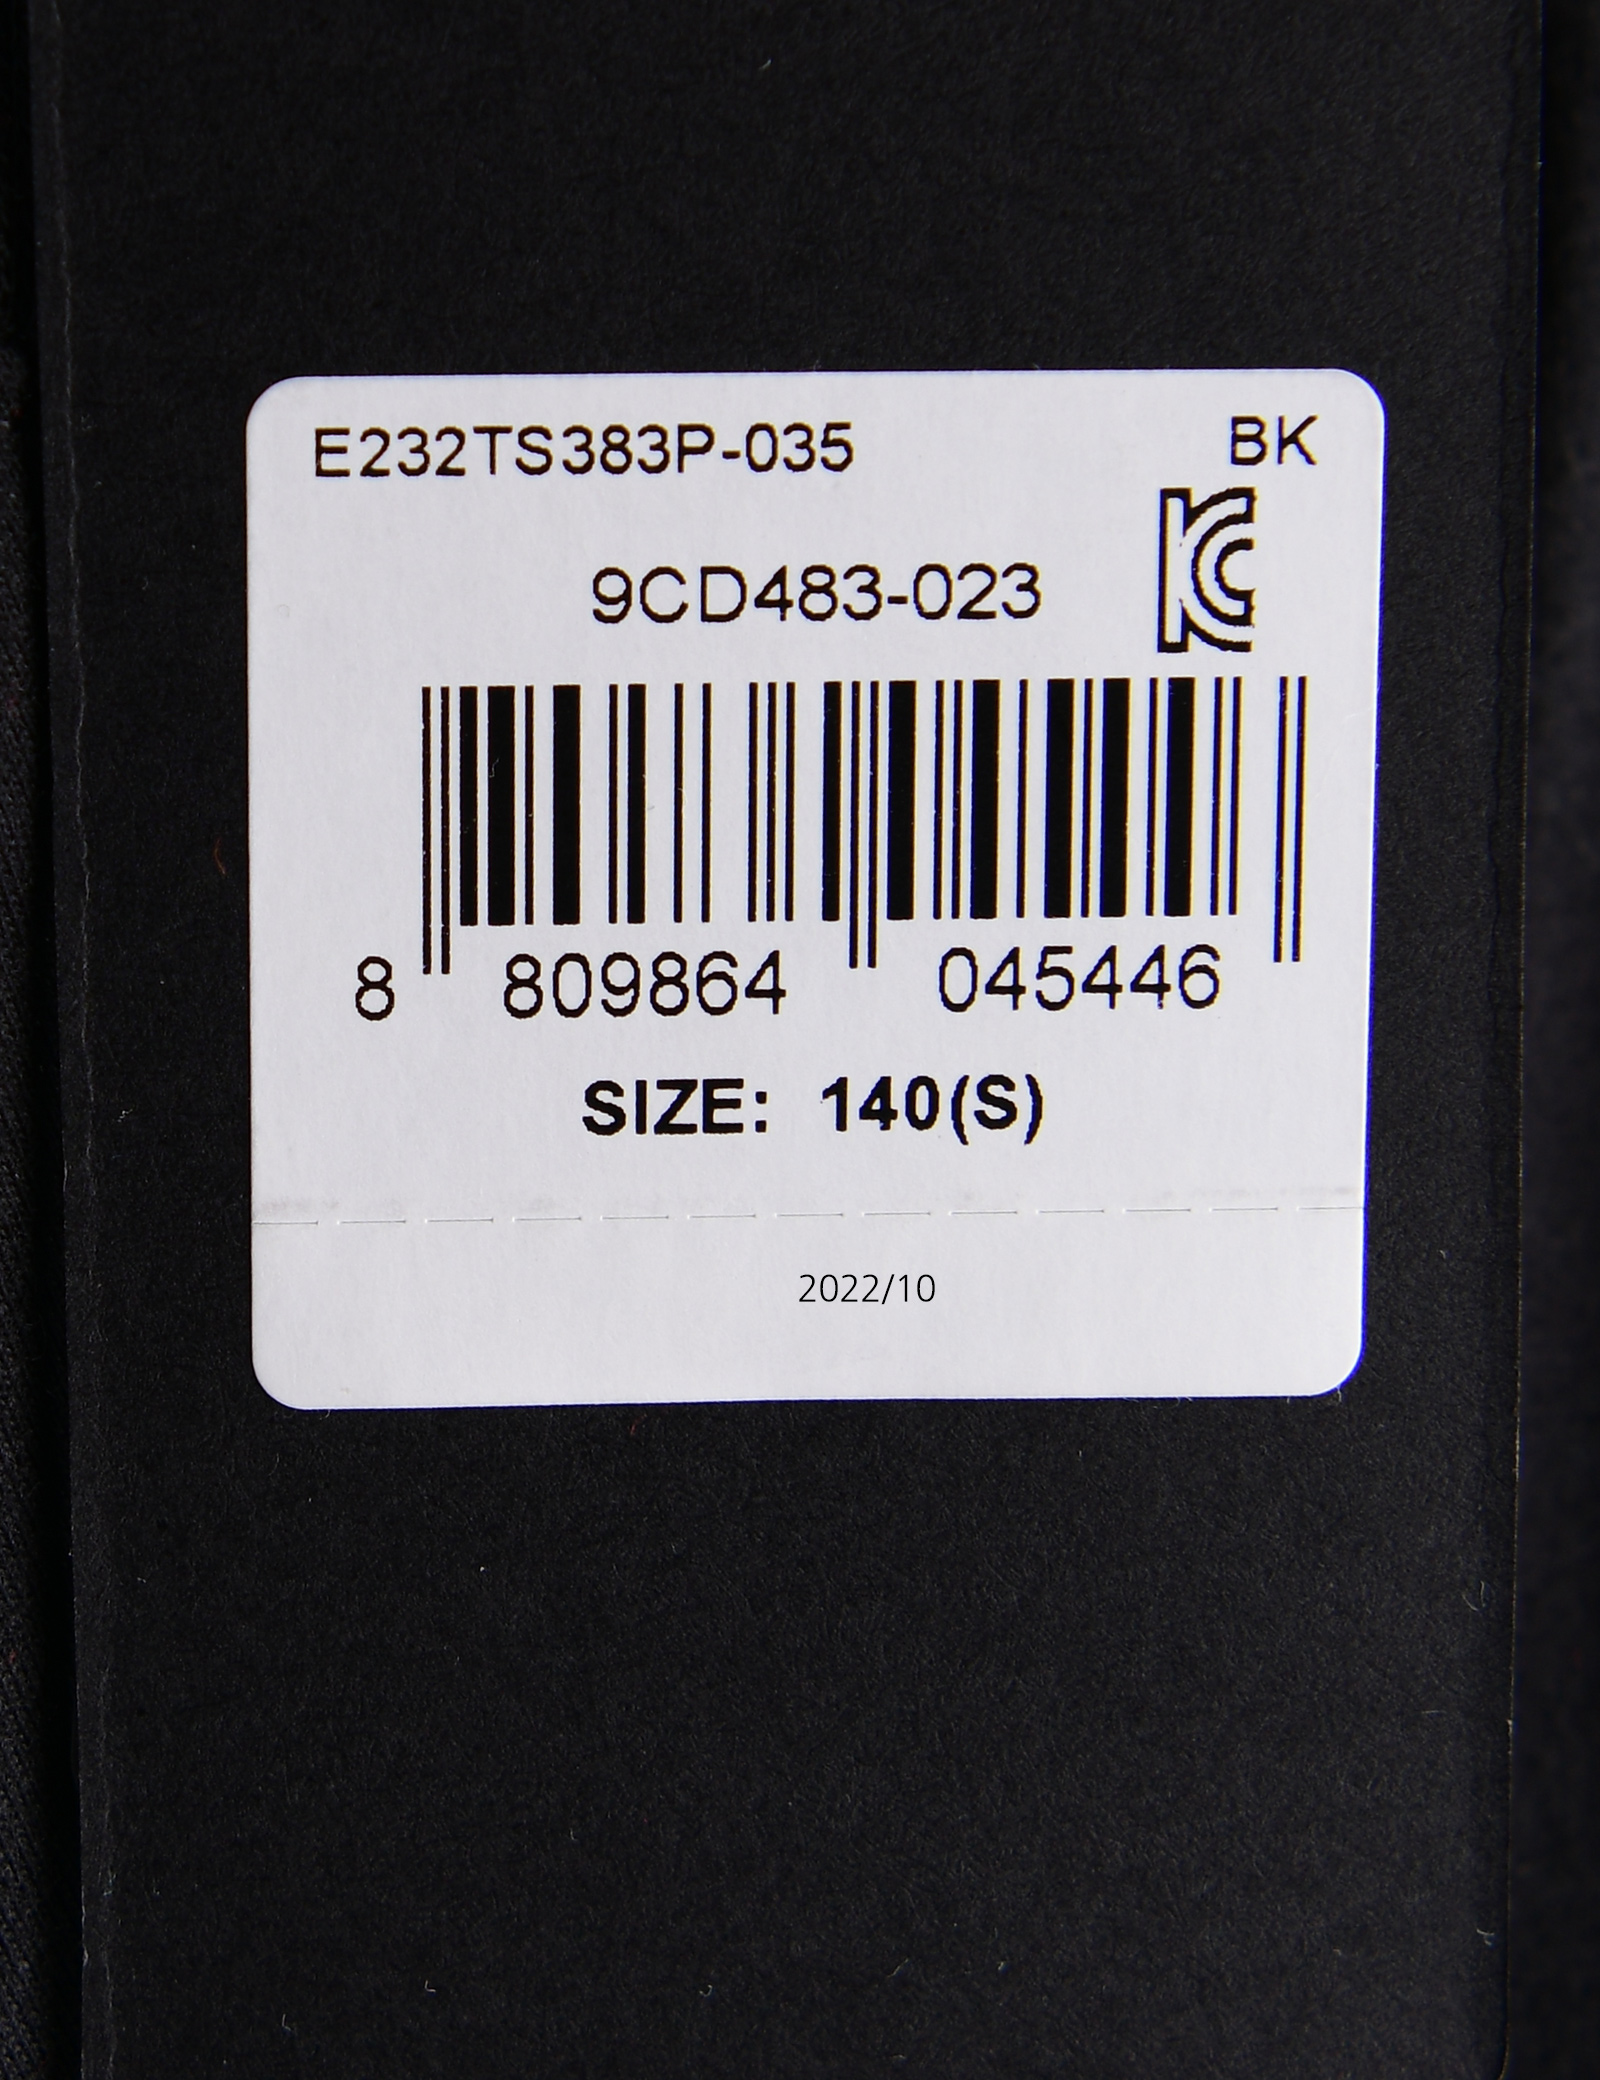 E232TS383P-035 BK
9CD483-023
8 809864 045446
SIZE: 140(S)
2022/10